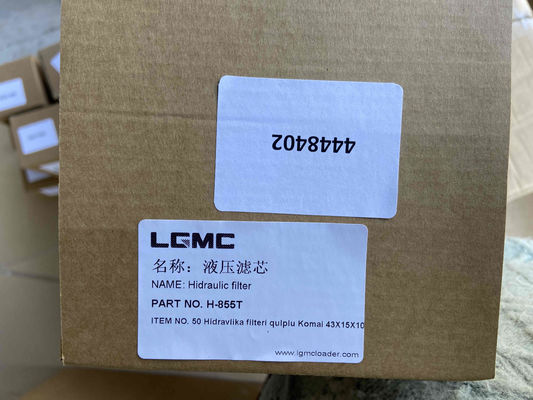 4448402
LGMC
名称：液压滤芯
NAME: Hidraulic filter
PART NO. H-855T
ITEM NO. 50 Hidravlika filteri qulplu Komai 43X15X10
www.lgmcloader.com